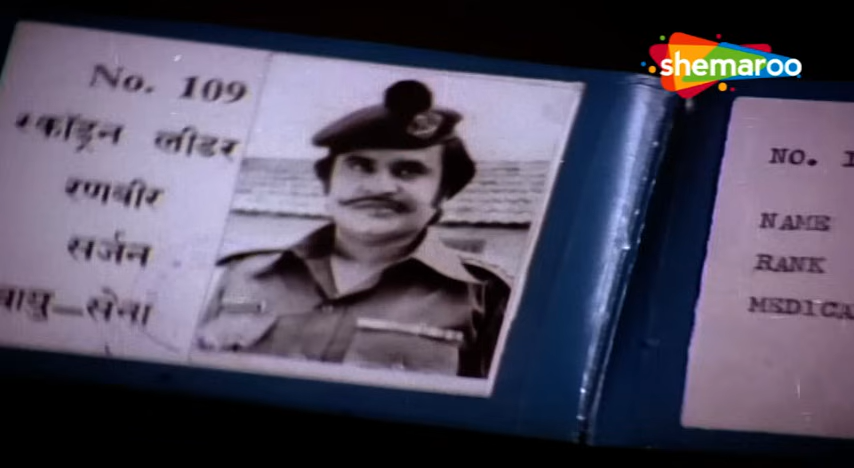 shemaroo
No. 109
स्कॉड्रन लीडर
रणबीर
सर्जन
वायु—सेना
NO. 1
NAME
RANK
MEDICA